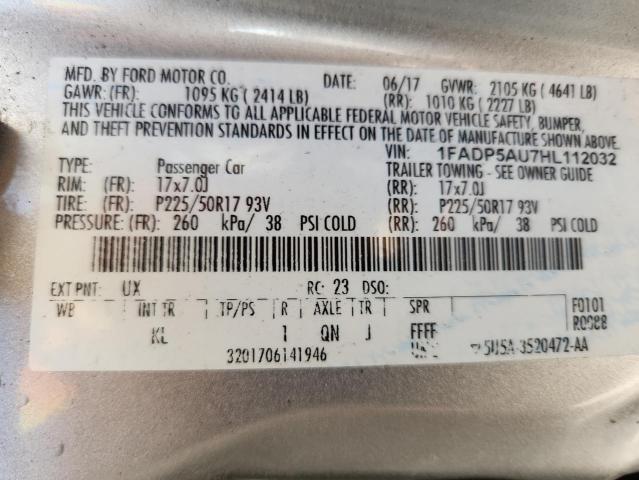 MFD. BY FORD MOTOR CO. DATE: 06/17 GVWR: 2105 KG ( 4641 LB)
GAWR: (FR): 1095 KG ( 2414 LB) (RR): 1010 KG ( 2227 LB)
THIS VEHICLE CONFORMS TO ALL APPLICABLE FEDERAL MOTOR VEHICLE SAFETY, BUMPER,
AND THEFT PREVENTION STANDARDS IN EFFECT ON THE DATE OF MANUFACTURE SHOWN ABOVE.
VIN: 1FADP5AU7HL112032
TYPE: Passenger Car TRAILER TOWING - SEE OWNER GUIDE
RIM: (FR): 17x7.0J (RR): 17x7.0J
TIRE: (FR): P225/50R17 93V (RR): P225/50R17 93V
PRESSURE: (FR): 260 kPa/ 38 PSI COLD (RR): 260 kPa/ 38 PSI COLD
EXT PNT: UX RC: 23 DSO:
WB INT TR TP/PS R AXLE TR SPR F0101
KL 1 QN J FFFF R0088
3201706141946 5U5A-3520472-AA